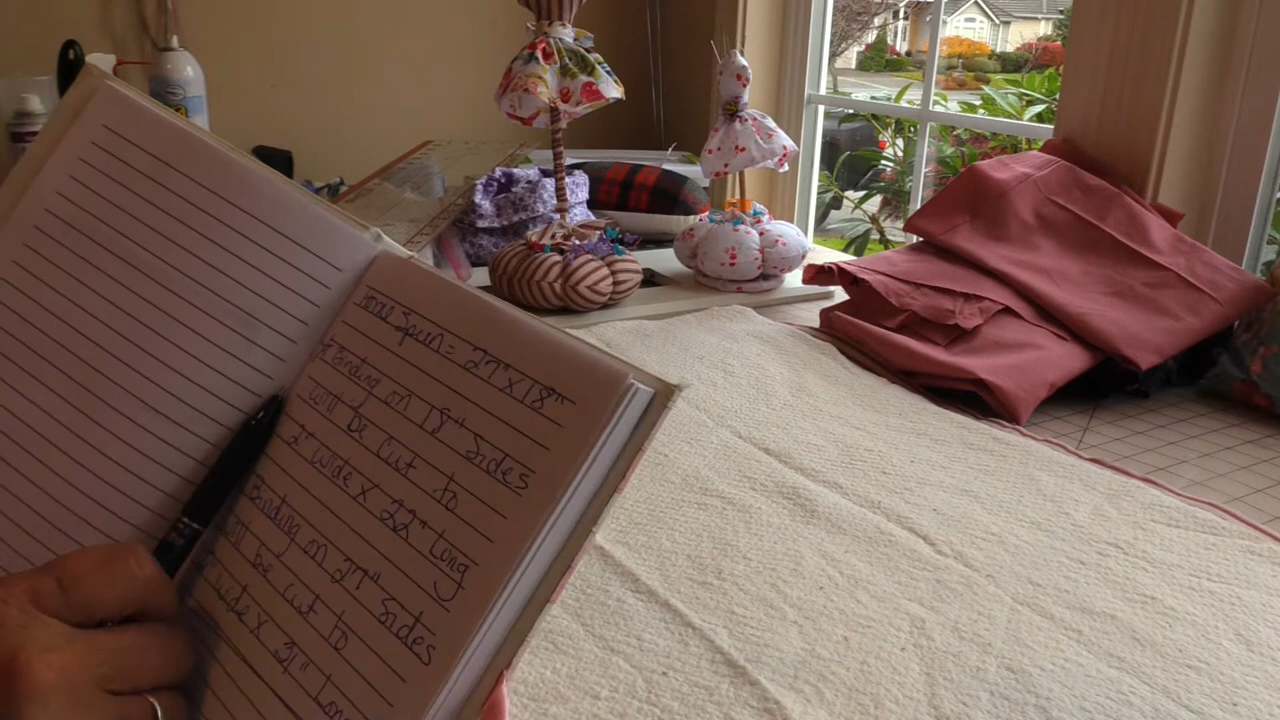 Home Spun = 27" x 18"
* Binding on 18" Sides
will be cut to
2" wide x 22" Long
Binding on 27" Sides
will be cut to
wide x 31" Long